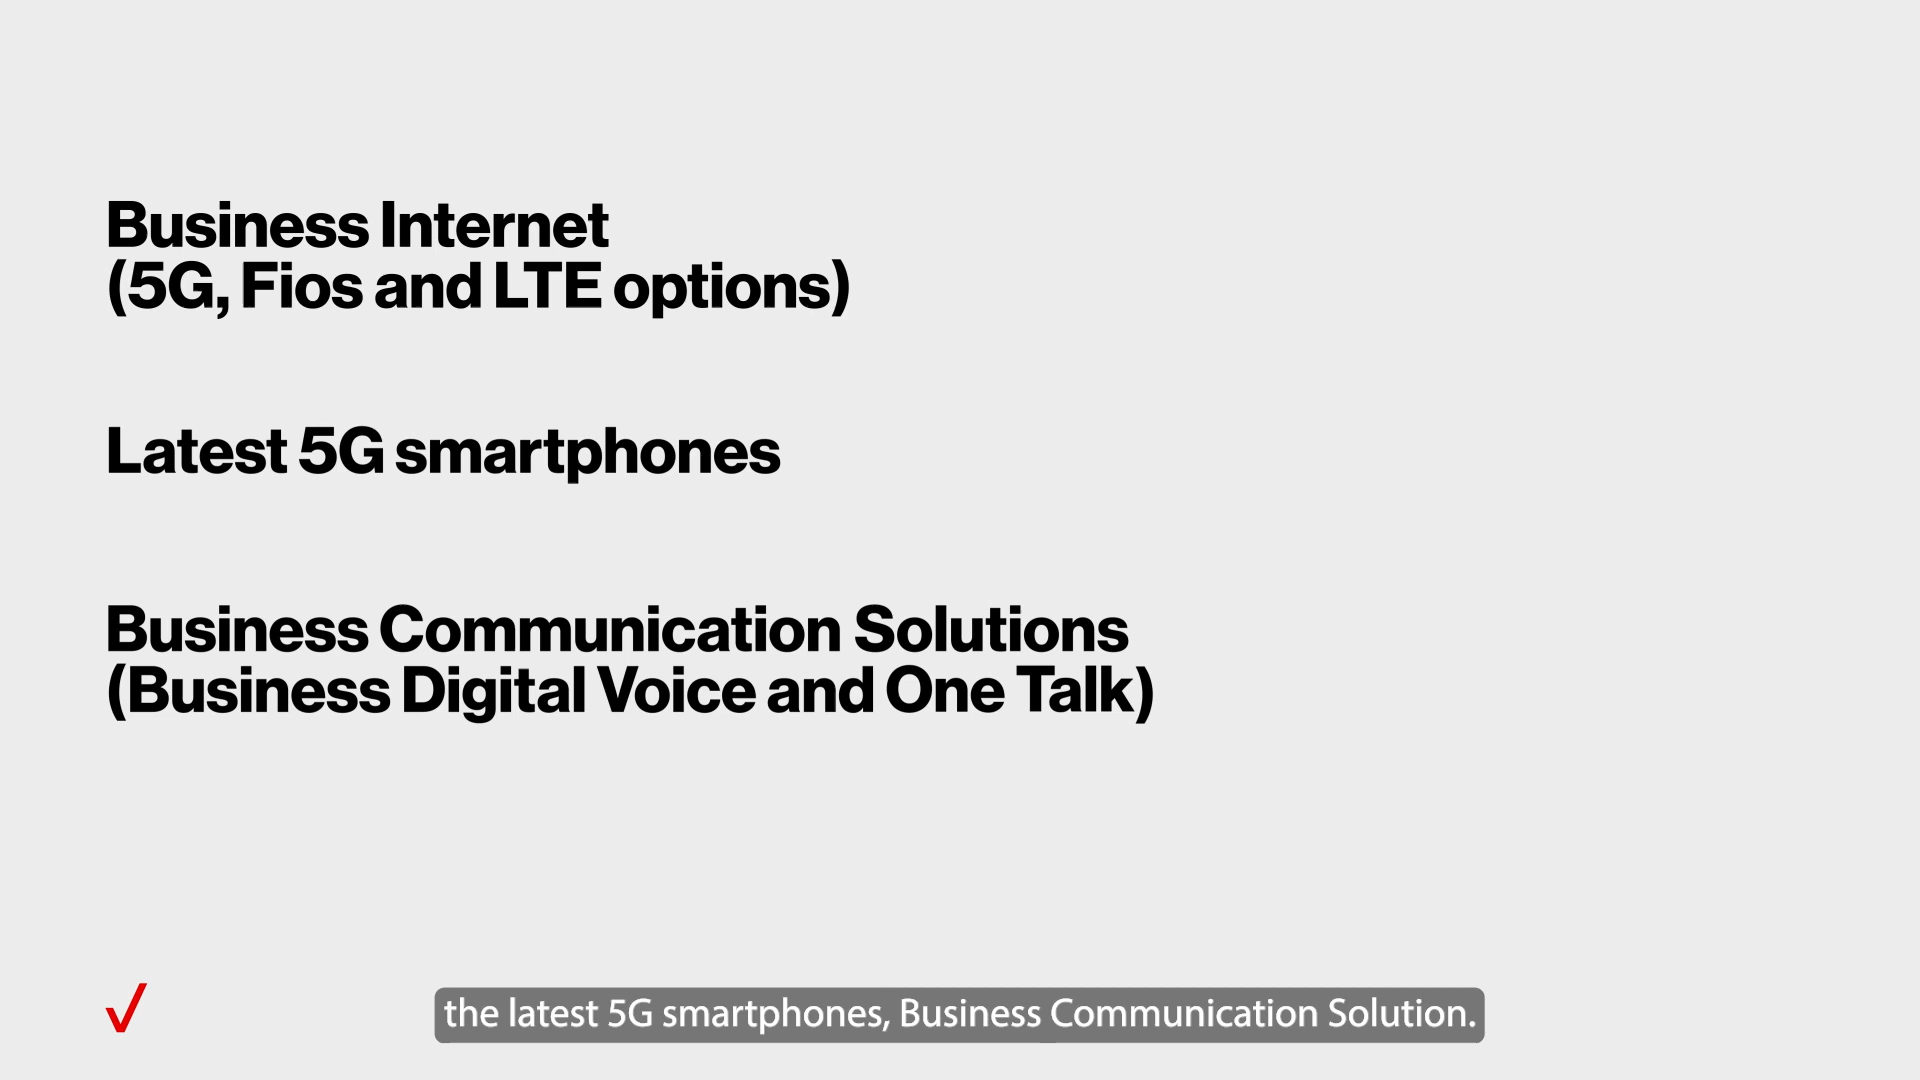 Business Internet
(5G, Fios and LTE options)
Latest 5G smartphones
Business Communication Solutions
(Business Digital Voice and One Talk)
the latest 5G smartphones, Business Communication Solution.